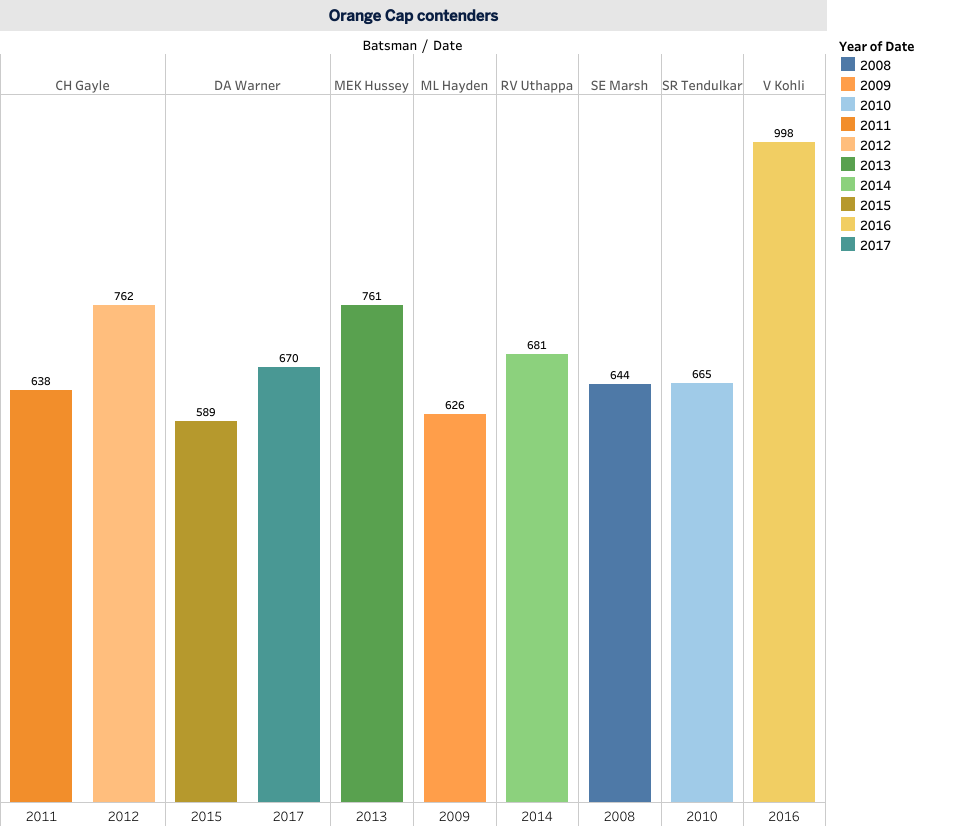 Orange Cap contenders
Batsman / Date
CH Gayle DA Warner MEK Hussey ML Hayden RV Uthappa SE Marsh SR Tendulkar V Kohli
998
762 761
681
670
638 644 665
589 626
2011 2012 2015 2017 2013 2009 2014 2008 2010 2016
Year of Date
2008
2009
2010
2011
2012
2013
2014
2015
2016
2017